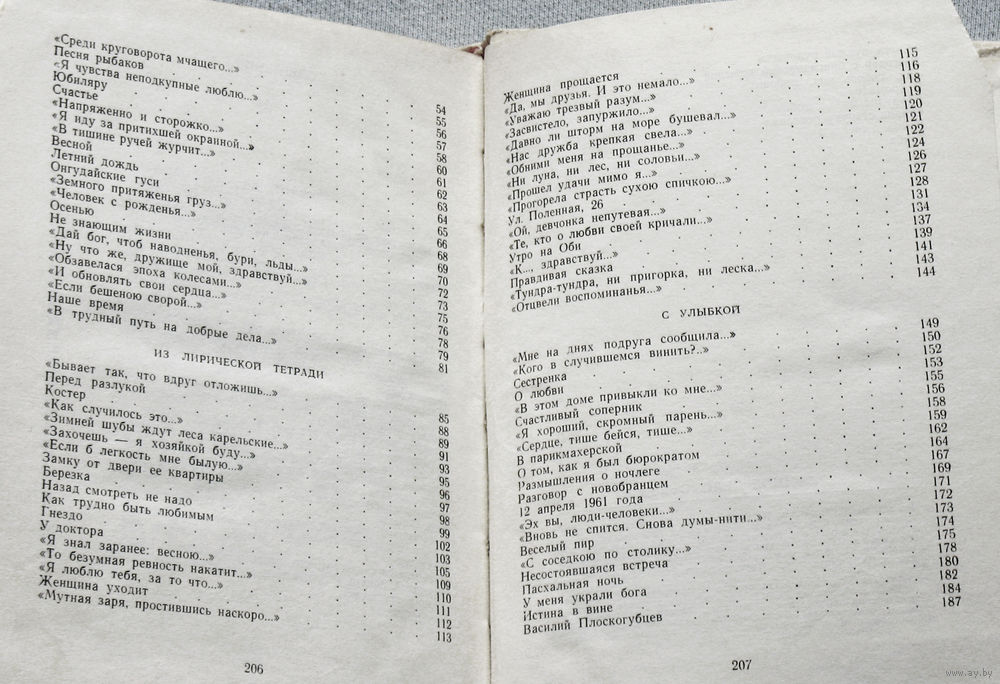 «Среди круговорота мчащего...» 54
Песня рыбаков 55
«Я чувства неподкупные люблю...» 56
Юбиляру 57
Счастье 58
«Напряженно и сторожко...» 60
«Я иду за притихшей окраиной...» 61
«В тишине ручей журчит...» 62
Весной 63
Летний дождь 64
Онгудайские гуси 65
«Земного притяженья груз...» 66
«Человек с рожденья...» 68
Осенью 69
Не знающим жизни 70
«Дай бог, чтоб наводненья, бури, льды...» 72
«Ну что же, дружище мой, здравствуй...» 73
«Обзавелася эпоха колесами...» 75
«И обновлять свои сердца...» 76
«Если бешеною сворой...» 78
Наше время 79
«В трудный путь на добрые дела...» 81
ИЗ ЛИРИЧЕСКОЙ ТЕТРАДИ
«Бывает так, что вдруг отложишь...» 85
Перед разлукой 88
Костер 89
«Как случилось это...» 91
«Зимней шубы ждут леса карельские...» 93
«Захочешь — я хозяйкой буду...» 95
«Если б легкость мне былую...» 96
Замку от двери ее квартиры 97
Березка 98
Назад смотреть не надо 99
Как трудно быть любимым 102
Гнездо 103
У доктора 105
«Я знал заранее: весною...» 109
«То безумная ревность накатит...» 110
«Я люблю тебя, за то что...» 111
Женщина уходит 112
«Мутная заря, простившись наскоро...» 113
206
Женщина прощается 115
«Да, мы друзья. И это немало...» 116
«Уважаю трезвый разум...» 118
«Засвистело, запуржило...» 119
«Давно ли шторм на море бушевал...» 120
«Нас дружба крепкая свела...» 121
«Обними меня на прощанье...» 122
«Ни луна, ни лес, ни соловьи...» 124
«Прошел удачи мимо я...» 126
«Прогорела страсть сухою спичкою...» 127
Ул. Поленная, 26 128
«Ой, девчонка непутевая...» 131
«Те, кто о любви своей кричали...» 134
Утро на Оби 137
«К..., здравствуй...» 139
Правдивая сказка 141
«Тундра-тундра, ни пригорка, ни леска...» 143
«Отцвели воспоминанья...» 144
С УЛЫБКОЙ
«Мне на днях подруга сообщила...» 149
«Кого в случившемся винить?..» 150
Сестренка 152
О любви 153
«В этом доме привыкли ко мне...» 155
Счастливый соперник 156
«Я хороший, скромный парень...» 158
«Сердце, тише бейся, тише...» 159
В парикмахерской 162
О том, как я был бюрократом 164
Размышления о ночлеге 167
Разговор с новобранцем 169
12 апреля 1961 года 171
«Эх вы, люди-человеки...» 172
«Вновь не спится. Снова думы-нити...» 173
Веселый пир 174
«С соседкою по столику...» 175
Несостоявшаяся встреча 178
Пасхальная ночь 180
У меня украли бога 182
Истина в вине 184
Василий Плоскогубцев 187
207
www.ay.by